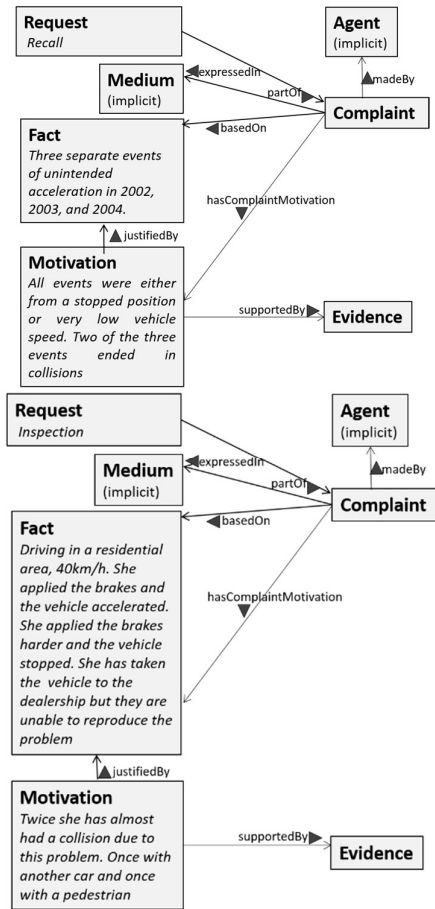 Request
Recall
Agent
(implicit)
Medium
(implicit)
expressedIn
partOf
madeBy
Complaint
Fact
Three separate events
of unintended
acceleration in 2002,
2003, and 2004.
basedOn
hasComplaintMotivation
justifiedBy
Motivation
All events were either
from a stopped position
or very low vehicle
speed. Two of the three
events ended in
collisions
supportedBy
Evidence
Request
Inspection
Agent
(implicit)
Medium
(implicit)
expressedIn
partOf
madeBy
Complaint
Fact
Driving in a residential
area, 40km/h. She
applied the brakes and
the vehicle accelerated.
She applied the brakes
harder and the vehicle
stopped. She has taken
the vehicle to the
dealership but they are
unable to reproduce the
problem
basedOn
hasComplaintMotivation
justifiedBy
Motivation
Twice she has almost
had a collision due to
this problem. Once with
another car and once
with a pedestrian
supportedBy
Evidence